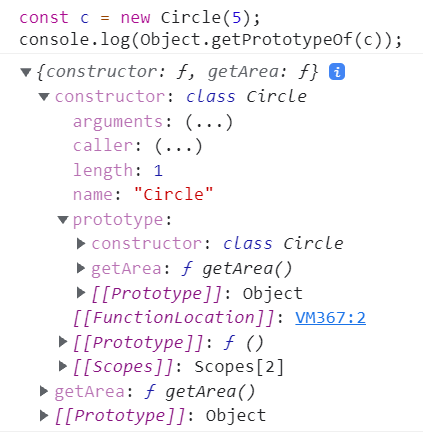 const c = new Circle(5);
console.log(Object.getPrototypeOf(c));
{constructor: ƒ, getArea: ƒ} i
constructor: class Circle
arguments: (...)
caller: (...)
length: 1
name: "Circle"
prototype:
constructor: class Circle
getArea: ƒ getArea()
[[Prototype]]: Object
[[FunctionLocation]]: VM367:2
[[Prototype]]: ƒ ()
[[Scopes]]: Scopes[2]
getArea: ƒ getArea()
[[Prototype]]: Object